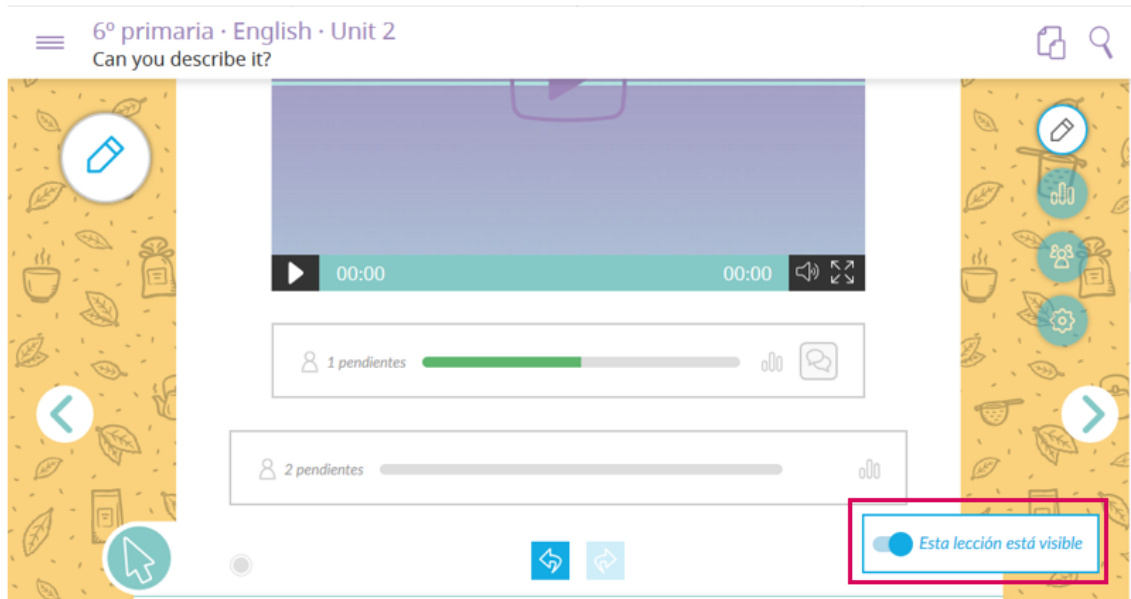 6º primaria · English · Unit 2
Can you describe it?
00:00 00:00
1 pendientes
2 pendientes
Esta lección está visible